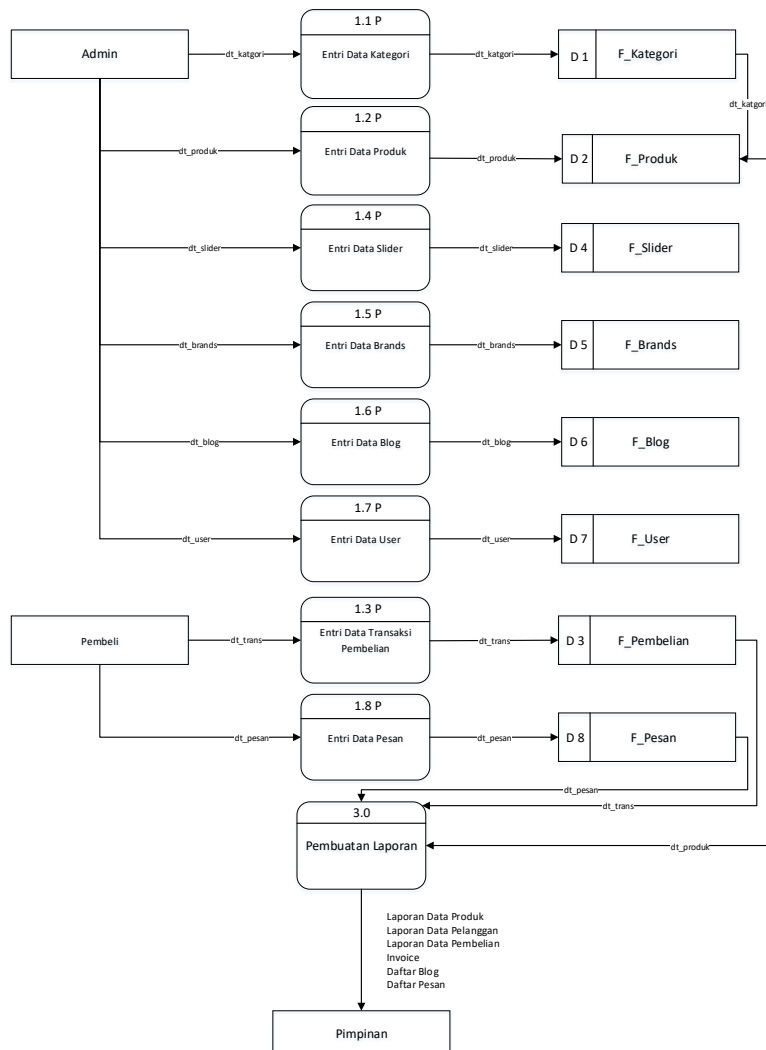 1.1 P
Admin
dt_katgori
Entri Data Kategori
dt_katgori
D 1
F_Kategori
dt_katgori
1.2 P
dt_produk
Entri Data Produk
dt_produk
D 2
F_Produk
1.4 P
dt_slider
Entri Data Slider
dt_slider
D 4
F_Slider
1.5 P
dt_brands
Entri Data Brands
dt_brands
D 5
F_Brands
1.6 P
dt_blog
Entri Data Blog
dt_blog
D 6
F_Blog
1.7 P
dt_user
Entri Data User
dt_user
D 7
F_User
1.3 P
Pembeli
dt_trans
Entri Data Transaksi
Pembelian
dt_trans
D 3
F_Pembelian
1.8 P
dt_pesan
Entri Data Pesan
dt_pesan
D 8
F_Pesan
dt_pesan
dt_trans
3.0
Pembuatan Laporan
dt_produk
Laporan Data Produk
Laporan Data Pelanggan
Laporan Data Pembelian
Invoice
Daftar Blog
Daftar Pesan
Pimpinan